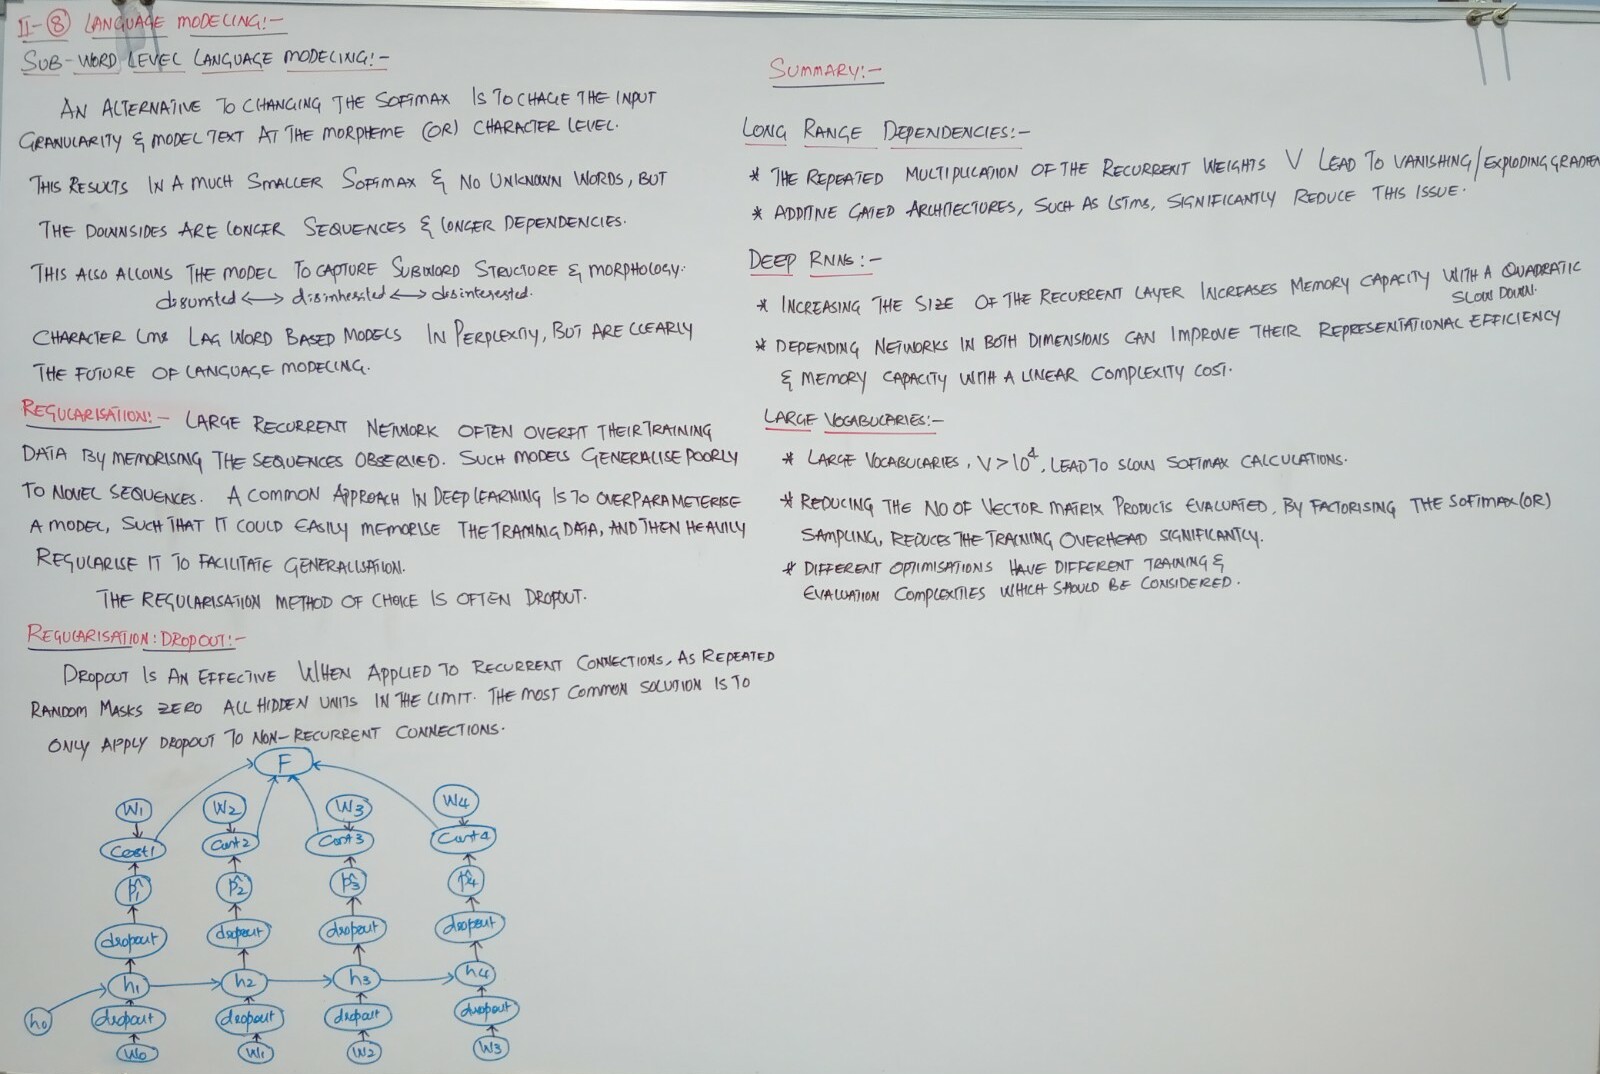 II-⑧ LANGUAGE MODELING:-
SUB-WORD LEVEL LANGUAGE MODELING:-
AN ALTERNATIVE TO CHANGING THE SOFTMAX IS TO CHAGE THE INPUT
GRANULARITY & MODEL TEXT AT THE MORPHEME (OR) CHARACTER LEVEL.
THIS RESULTS IN A MUCH SMALLER SOFTMAX & NO UNKNOWN WORDS, BUT
THE DOWNSIDES ARE LONGER SEQUENCES & LONGER DEPENDENCIES.
THIS ALSO ALLOWS THE MODEL TO CAPTURE SUBWORD STRUCTURE & MORPHOLOGY.
disunited <-> disinherited <-> disinterested.
CHARACTER LMs LAG WORD BASED MODELS IN PERPLEXITY, BUT ARE CLEARLY
THE FUTURE OF LANGUAGE MODELING.
REGULARISATION:- LARGE RECURRENT NETWORK OFTEN OVERFIT THEIR TRAINING
DATA BY MEMORISING THE SEQUENCES OBSERVED. SUCH MODELS GENERALISE POORLY
TO NOVEL SEQUENCES. A COMMON APPROACH IN DEEP LEARNING IS TO OVERPARAMETERISE
A MODEL, SUCH THAT IT COULD EASILY MEMORISE THE TRAINING DATA, AND THEN HEAVILY
REGULARISE IT TO FACILITATE GENERALISATION.
THE REGULARISATION METHOD OF CHOICE IS OFTEN DROPOUT.
REGULARISATION: DROPOUT:-
DROPOUT IS AN EFFECTIVE WHEN APPLIED TO RECURRENT CONNECTIONS, AS REPEATED
RANDOM MASKS ZERO ALL HIDDEN UNITS IN THE LIMIT. THE MOST COMMON SOLUTION IS TO
ONLY APPLY DROPOUT TO NON-RECURRENT CONNECTIONS.
F
W1 W2 W3 W4
Cost1 Cost2 Cost3 Cost4
p̂1 p̂2 p̂3 p̂4
dropout dropout dropout dropout
h0 h1 h2 h3 h4
dropout dropout dropout dropout
W0 W1 W2 W3
SUMMARY:-
LONG RANGE DEPENDENCIES:-
* THE REPEATED MULTIPLICATION OF THE RECURRENT WEIGHTS V LEAD TO VANISHING/EXPLODING GRADIEN
* ADDITIVE GATED ARCHITECTURES, SUCH AS LSTMs, SIGNIFICANTLY REDUCE THIS ISSUE.
DEEP RNNs:-
* INCREASING THE SIZE OF THE RECURRENT LAYER INCREASES MEMORY CAPACITY WITH A QUADRATIC
SLOW DOWN.
* DEPENDING NETWORKS IN BOTH DIMENSIONS CAN IMPROVE THEIR REPRESENTATIONAL EFFICIENCY
& MEMORY CAPACITY WITH A LINEAR COMPLEXITY COST.
LARGE VOCABULARIES:-
* LARGE VOCABULARIES, V > 10⁴, LEAD TO SLOW SOFTMAX CALCULATIONS.
* REDUCING THE NO OF VECTOR MATRIX PRODUCTS EVALUATED, BY FACTORISING THE SOFTMAX (OR)
SAMPLING, REDUCES THE TRAINING OVERHEAD SIGNIFICANTLY.
* DIFFERENT OPTIMISATIONS HAVE DIFFERENT TRAINING &
EVALUATION COMPLEXITIES WHICH SHOULD BE CONSIDERED.